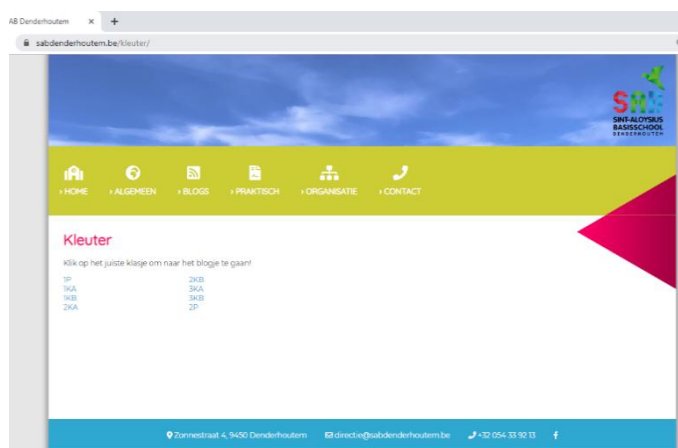 AB Denderhoutem
sabdenderhoutem.be/kleuter/
SAB
SINT-ALOYSIUS
BASISSCHOOL
DENDERHOUTEM
› HOME
› ALGEMEEN
› BLOGS
› PRAKTISCH
› ORGANISATIE
› CONTACT
Kleuter
Klik op het juiste klasje om naar het blogje te gaan!
1P
1KA
1KB
2KA
2KB
3KA
3KB
2P
Zonnestraat 4, 9450 Denderhoutem
directie@sabdenderhoutem.be
+32 054 33 92 13